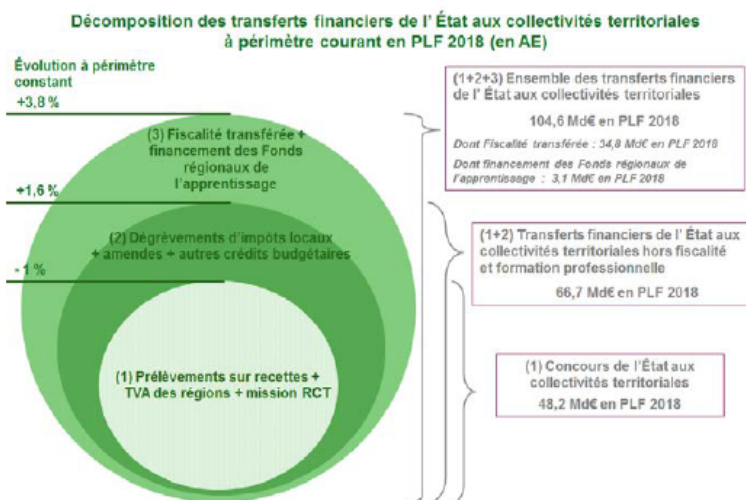 Décomposition des transferts financiers de l' État aux collectivités territoriales
à périmètre courant en PLF 2018 (en AE)
Évolution à périmètre
constant
+3,8 %
(3) Fiscalité transférée +
financement des Fonds
régionaux de
l'apprentissage
+1,6 %
(2) Dégrèvements d'impôts locaux
+ amendes + autres crédits budgétaires
- 1 %
(1) Prélèvements sur recettes +
TVA des régions + mission RCT
(1+2+3) Ensemble des transferts financiers
de l' État aux collectivités territoriales
104,6 Md€ en PLF 2018
Dont Fiscalité transférée : 34,8 Md€ en PLF 2018
Dont financement des Fonds régionaux de
l'apprentissage : 3,1 Md€ en PLF 2018
(1+2) Transferts financiers de l' État aux
collectivités territoriales hors fiscalité
et formation professionnelle
66,7 Md€ en PLF 2018
(1) Concours de l'État aux
collectivités territoriales
48,2 Md€ en PLF 2018